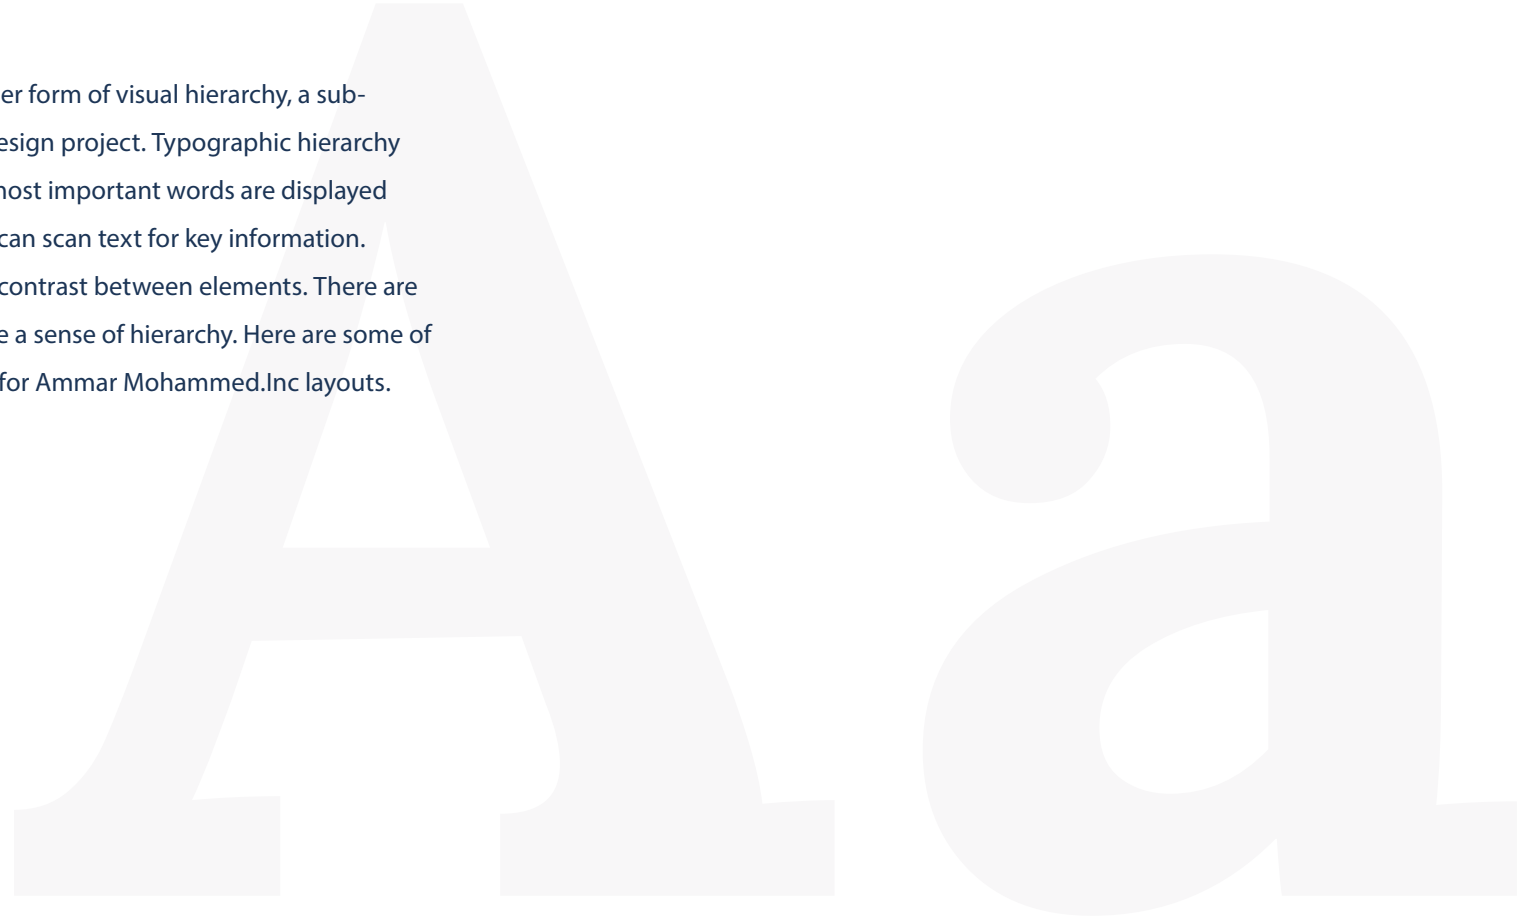 er form of visual hierarchy, a sub-
esign project. Typographic hierarchy
most important words are displayed
can scan text for key information.
contrast between elements. There are
e a sense of hierarchy. Here are some of
for Ammar Mohammed.Inc layouts.
Aa